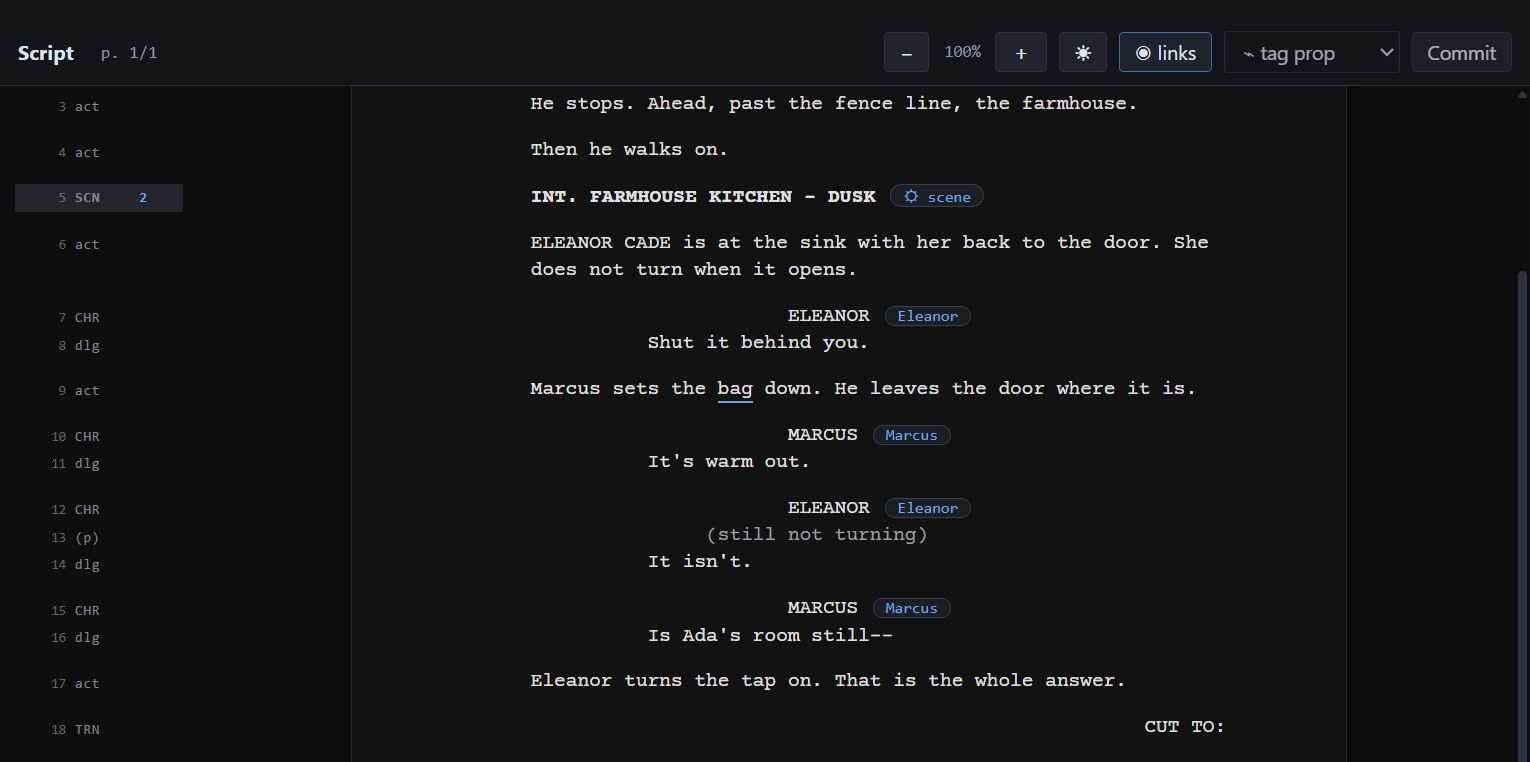 Script p. 1/1 – 100% + links tag prop Commit
3 act He stops. Ahead, past the fence line, the farmhouse.
4 act Then he walks on.
5 SCN 2 INT. FARMHOUSE KITCHEN - DUSK scene
6 act ELEANOR CADE is at the sink with her back to the door. She
does not turn when it opens.
7 CHR ELEANOR Eleanor
8 dlg Shut it behind you.
9 act Marcus sets the bag down. He leaves the door where it is.
10 CHR MARCUS Marcus
11 dlg It's warm out.
12 CHR ELEANOR Eleanor
13 (p) (still not turning)
14 dlg It isn't.
15 CHR MARCUS Marcus
16 dlg Is Ada's room still--
17 act Eleanor turns the tap on. That is the whole answer.
18 TRN CUT TO: